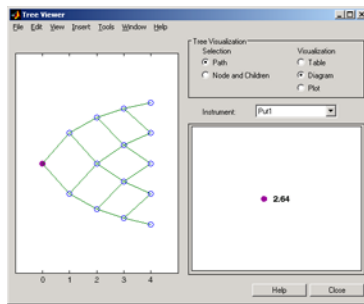 Tree Viewer
File Edit View Insert Tools Window Help
Tree Visualization
Selection
Path
Node and Children
Visualization
Table
Diagram
Plot
Instrument:
Put1
2.64
0 1 2 3 4
Help
Close